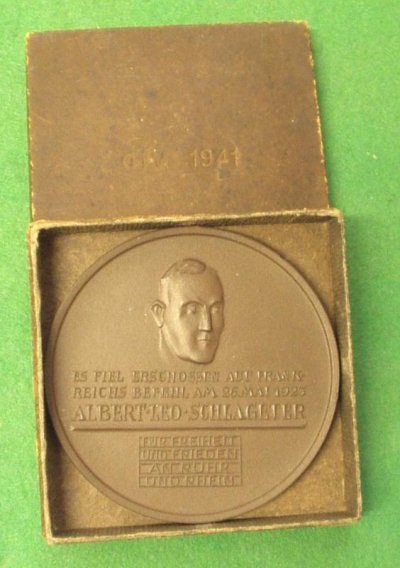 1941
ES FIEL ERSCHOSSEN AUF FRANK-
REICHS BEFEHL AM 26.MAI 1923
ALBERT·LEO·SCHLAGETER
FÜR FREIHEIT
UND FRIEDEN
AN RUHR
UND RHEIN